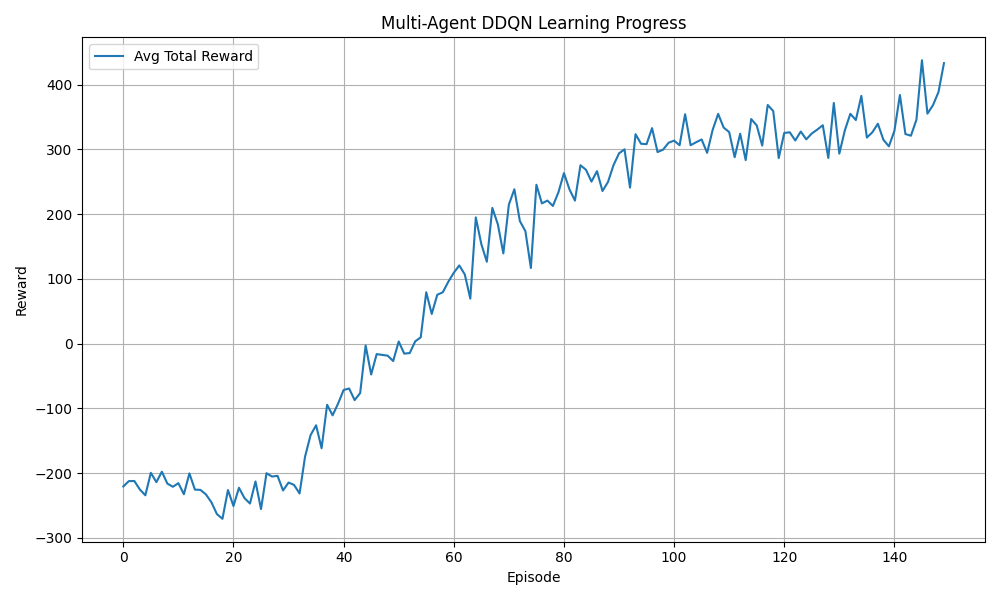 Multi-Agent DDQN Learning Progress
Avg Total Reward
Reward
400
300
200
100
0
−100
−200
−300
0 20 40 60 80 100 120 140
Episode